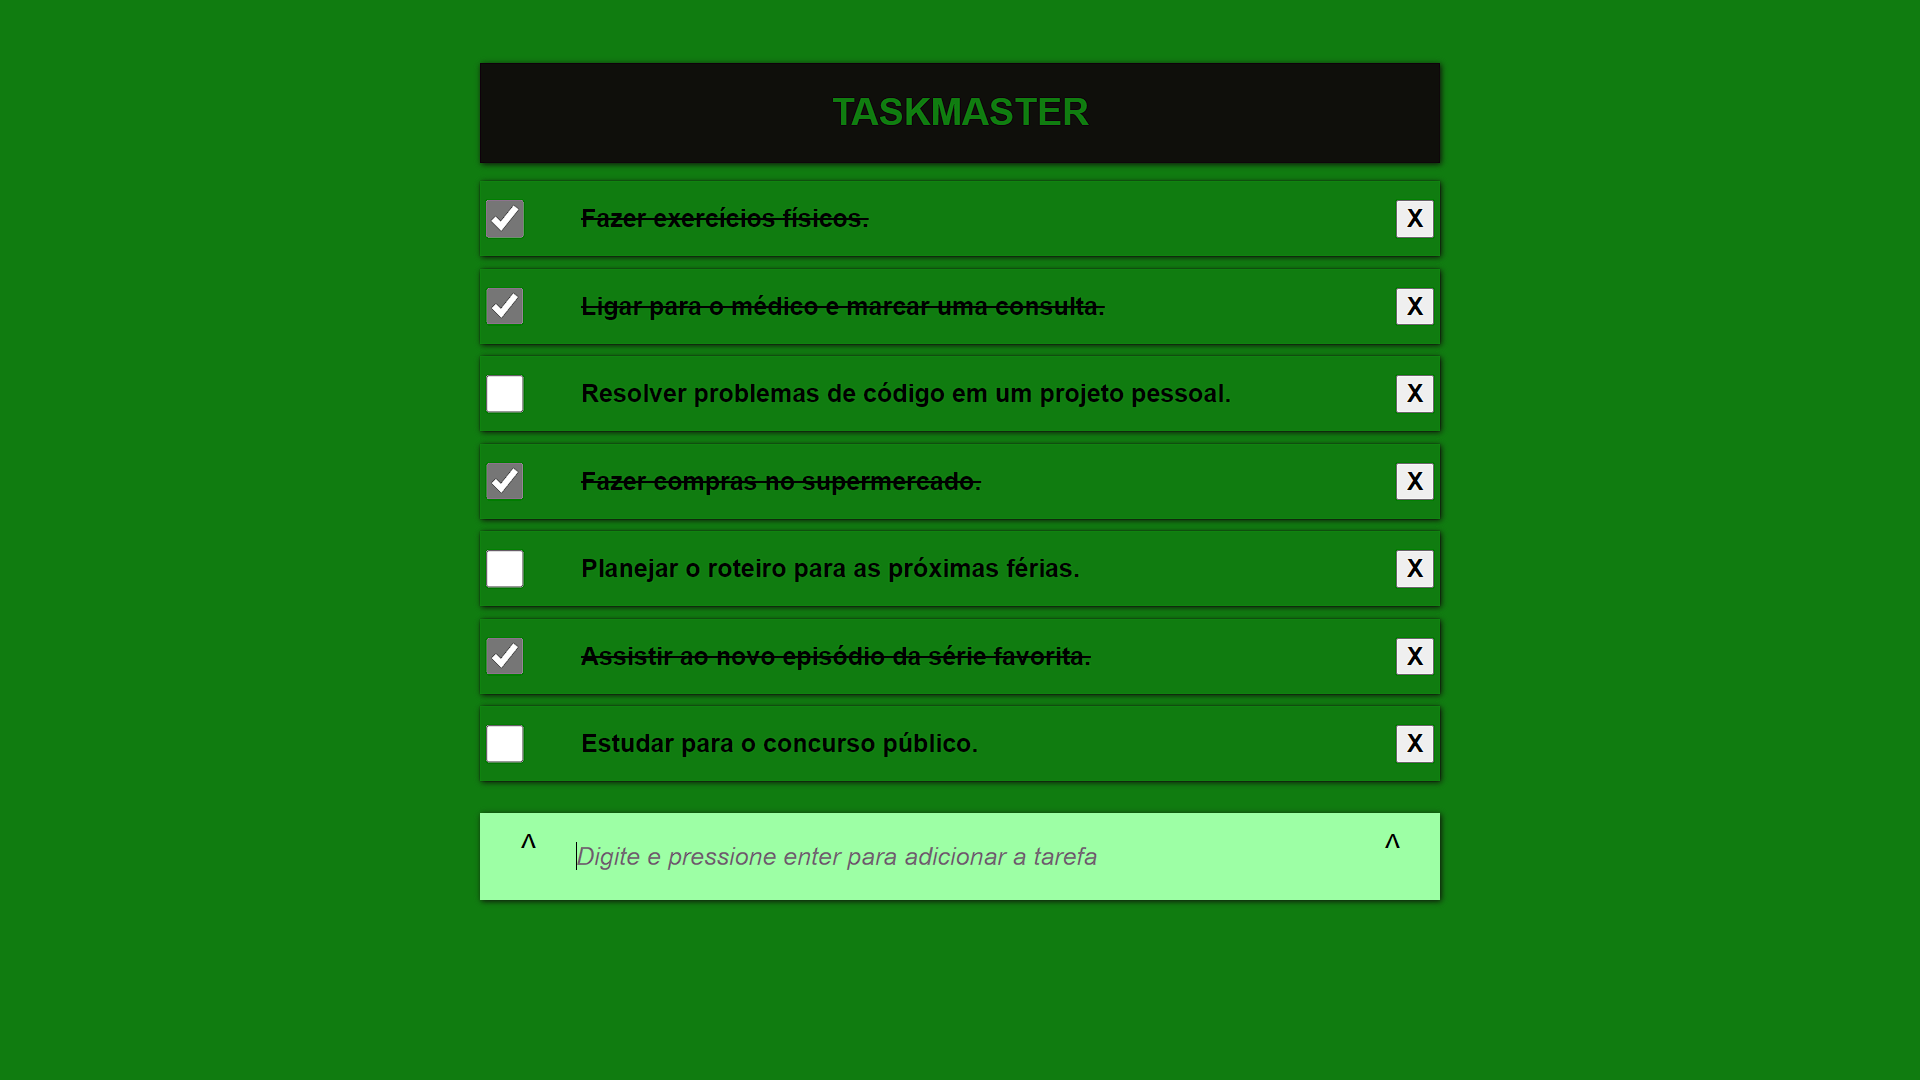 TASKMASTER
Fazer exercícios físicos. X
Ligar para o médico e marcar uma consulta. X
Resolver problemas de código em um projeto pessoal. X
Fazer compras no supermercado. X
Planejar o roteiro para as próximas férias. X
Assistir ao novo episódio da série favorita. X
Estudar para o concurso público. X
^ Digite e pressione enter para adicionar a tarefa ^